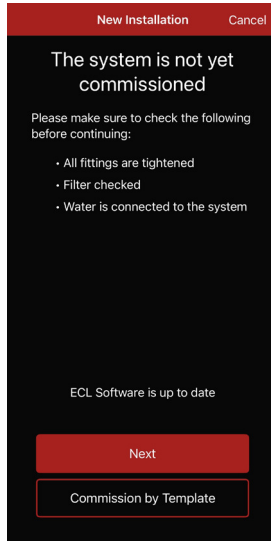 New Installation Cancel
The system is not yet
commissioned
Please make sure to check the following
before continuing:
• All fittings are tightened
• Filter checked
• Water is connected to the system
ECL Software is up to date
Next
Commission by Template